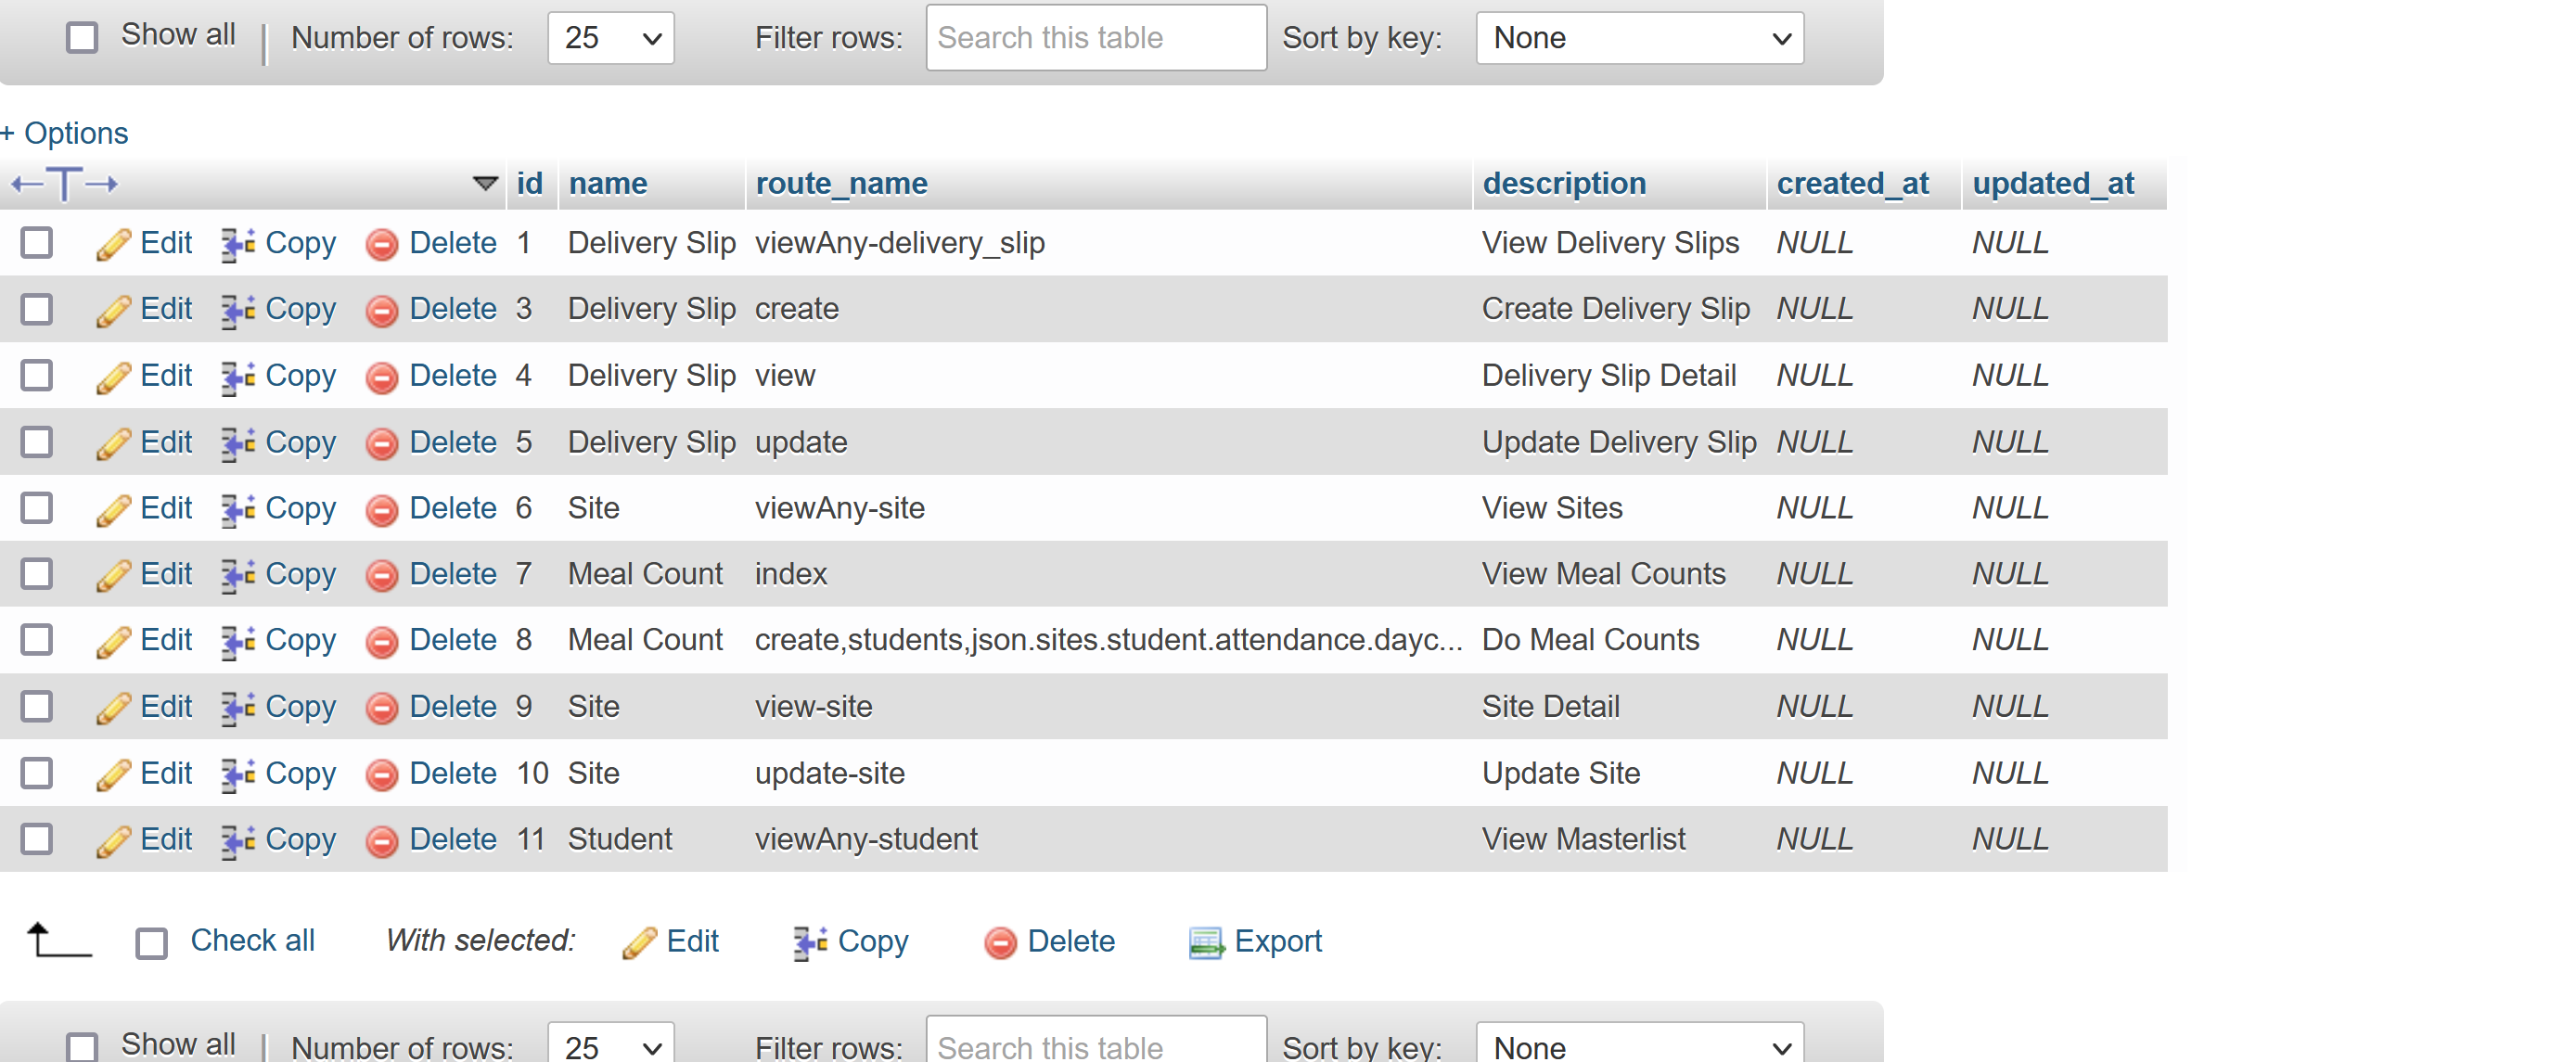 Show all | Number of rows: 25 Filter rows: Search this table Sort by key: None
+ Options
←T→ id name route_name description created_at updated_at
Edit Copy Delete 1 Delivery Slip viewAny-delivery_slip View Delivery Slips NULL NULL
Edit Copy Delete 3 Delivery Slip create Create Delivery Slip NULL NULL
Edit Copy Delete 4 Delivery Slip view Delivery Slip Detail NULL NULL
Edit Copy Delete 5 Delivery Slip update Update Delivery Slip NULL NULL
Edit Copy Delete 6 Site viewAny-site View Sites NULL NULL
Edit Copy Delete 7 Meal Count index View Meal Counts NULL NULL
Edit Copy Delete 8 Meal Count create,students,json.sites.student.attendance.dayc... Do Meal Counts NULL NULL
Edit Copy Delete 9 Site view-site Site Detail NULL NULL
Edit Copy Delete 10 Site update-site Update Site NULL NULL
Edit Copy Delete 11 Student viewAny-student View Masterlist NULL NULL
Check all With selected: Edit Copy Delete Export
Show all | Number of rows: 25 Filter rows: Search this table Sort by key: None